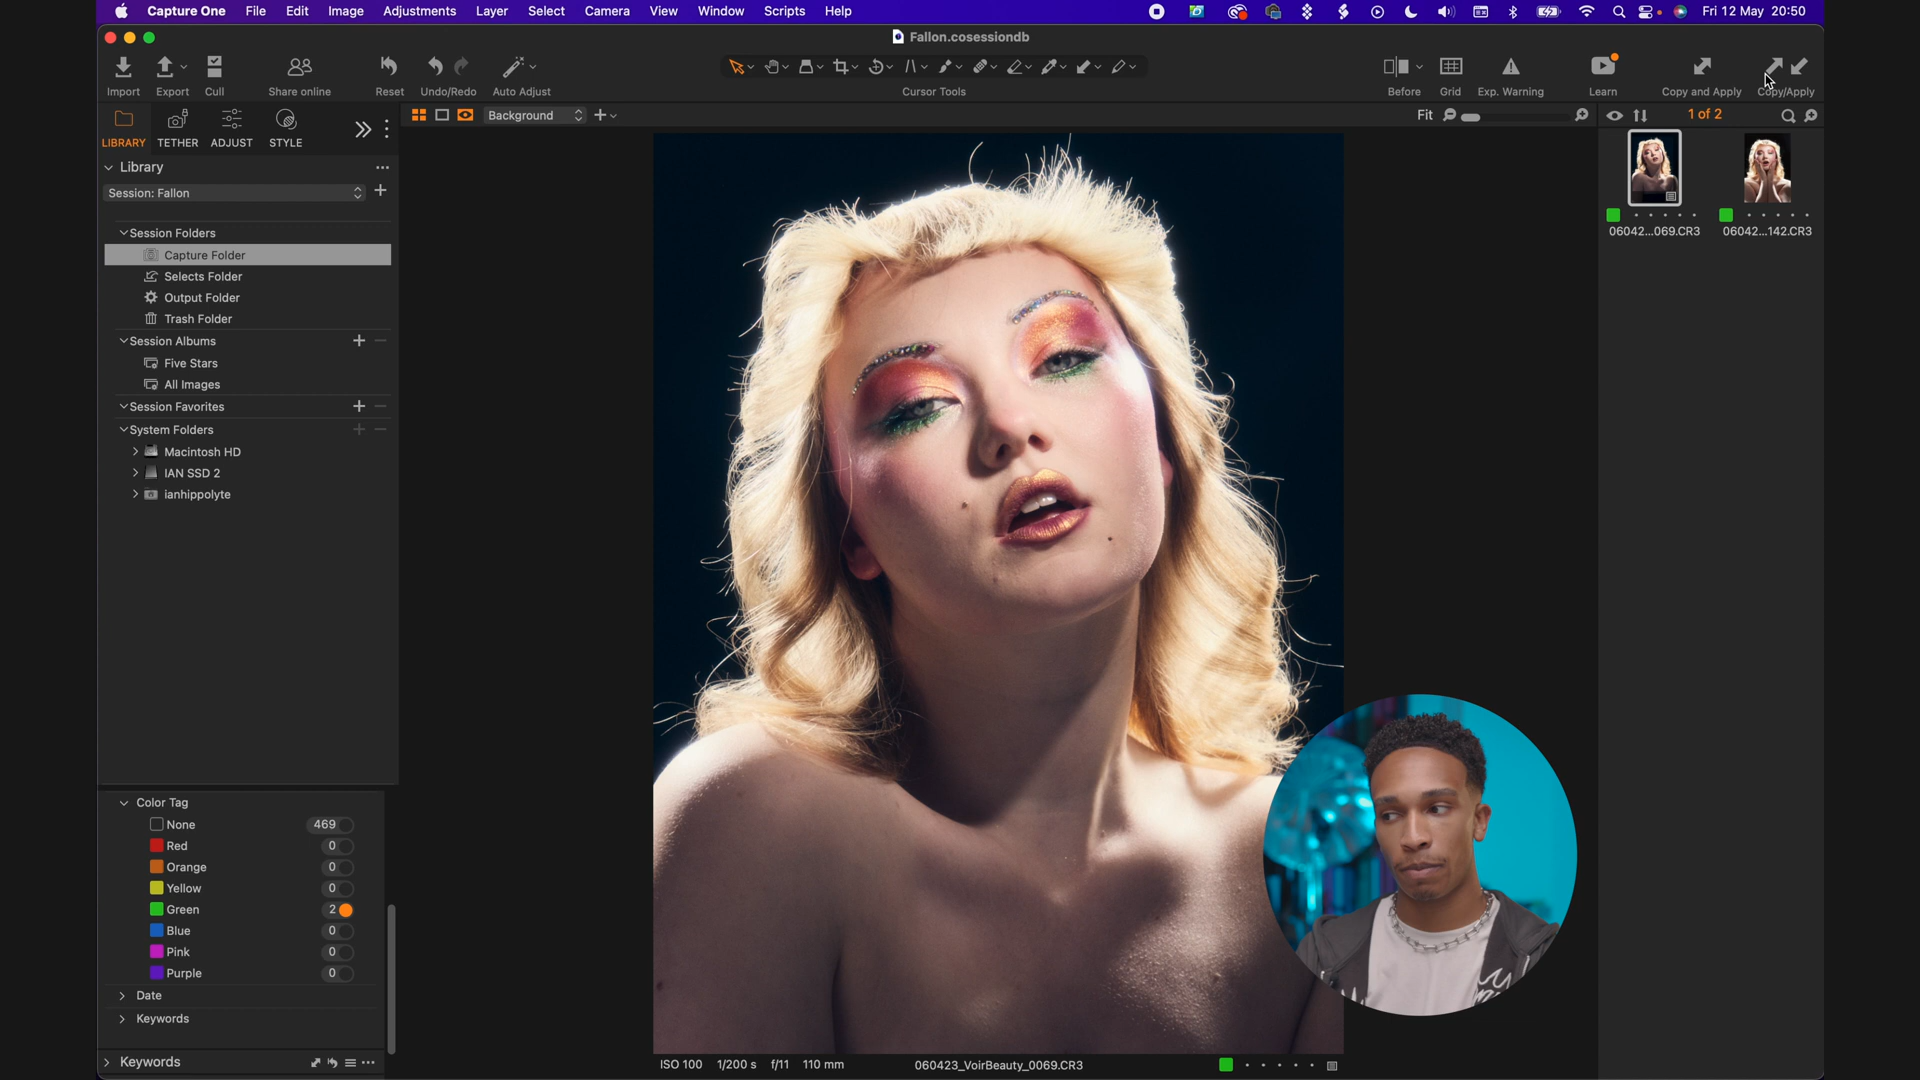 Capture One File Edit Image Adjustments Layer Select Camera View Window Scripts Help Fri 12 May 20:50
Fallon.cosessiondb
Import Export Cull Share online Reset Undo/Redo Auto Adjust Cursor Tools Before Grid Exp. Warning Learn Copy and Apply Copy/Apply
LIBRARY TETHER ADJUST STYLE
Background Fit 1 of 2
Library
Session: Fallon
Session Folders
Capture Folder
Selects Folder
Output Folder
Trash Folder
Session Albums
Five Stars
All Images
Session Favorites
System Folders
Macintosh HD
IAN SSD 2
ianhippolyte
Color Tag
None 469
Red 0
Orange 0
Yellow 0
Green 2
Blue 0
Pink 0
Purple 0
Date
Keywords
Keywords
ISO 100 1/200 s f/11 110 mm 060423_VoirBeauty_0069.CR3
06042...069.CR3 06042...142.CR3